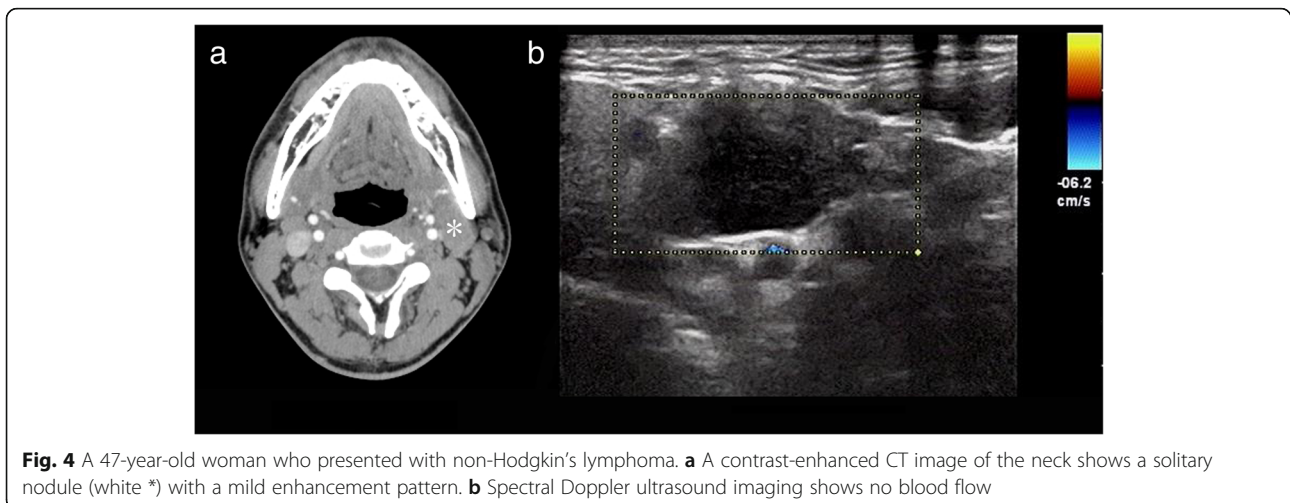 a
b
*
-06.2
cm/s
Fig. 4 A 47-year-old woman who presented with non-Hodgkin's lymphoma. a A contrast-enhanced CT image of the neck shows a solitary
nodule (white *) with a mild enhancement pattern. b Spectral Doppler ultrasound imaging shows no blood flow